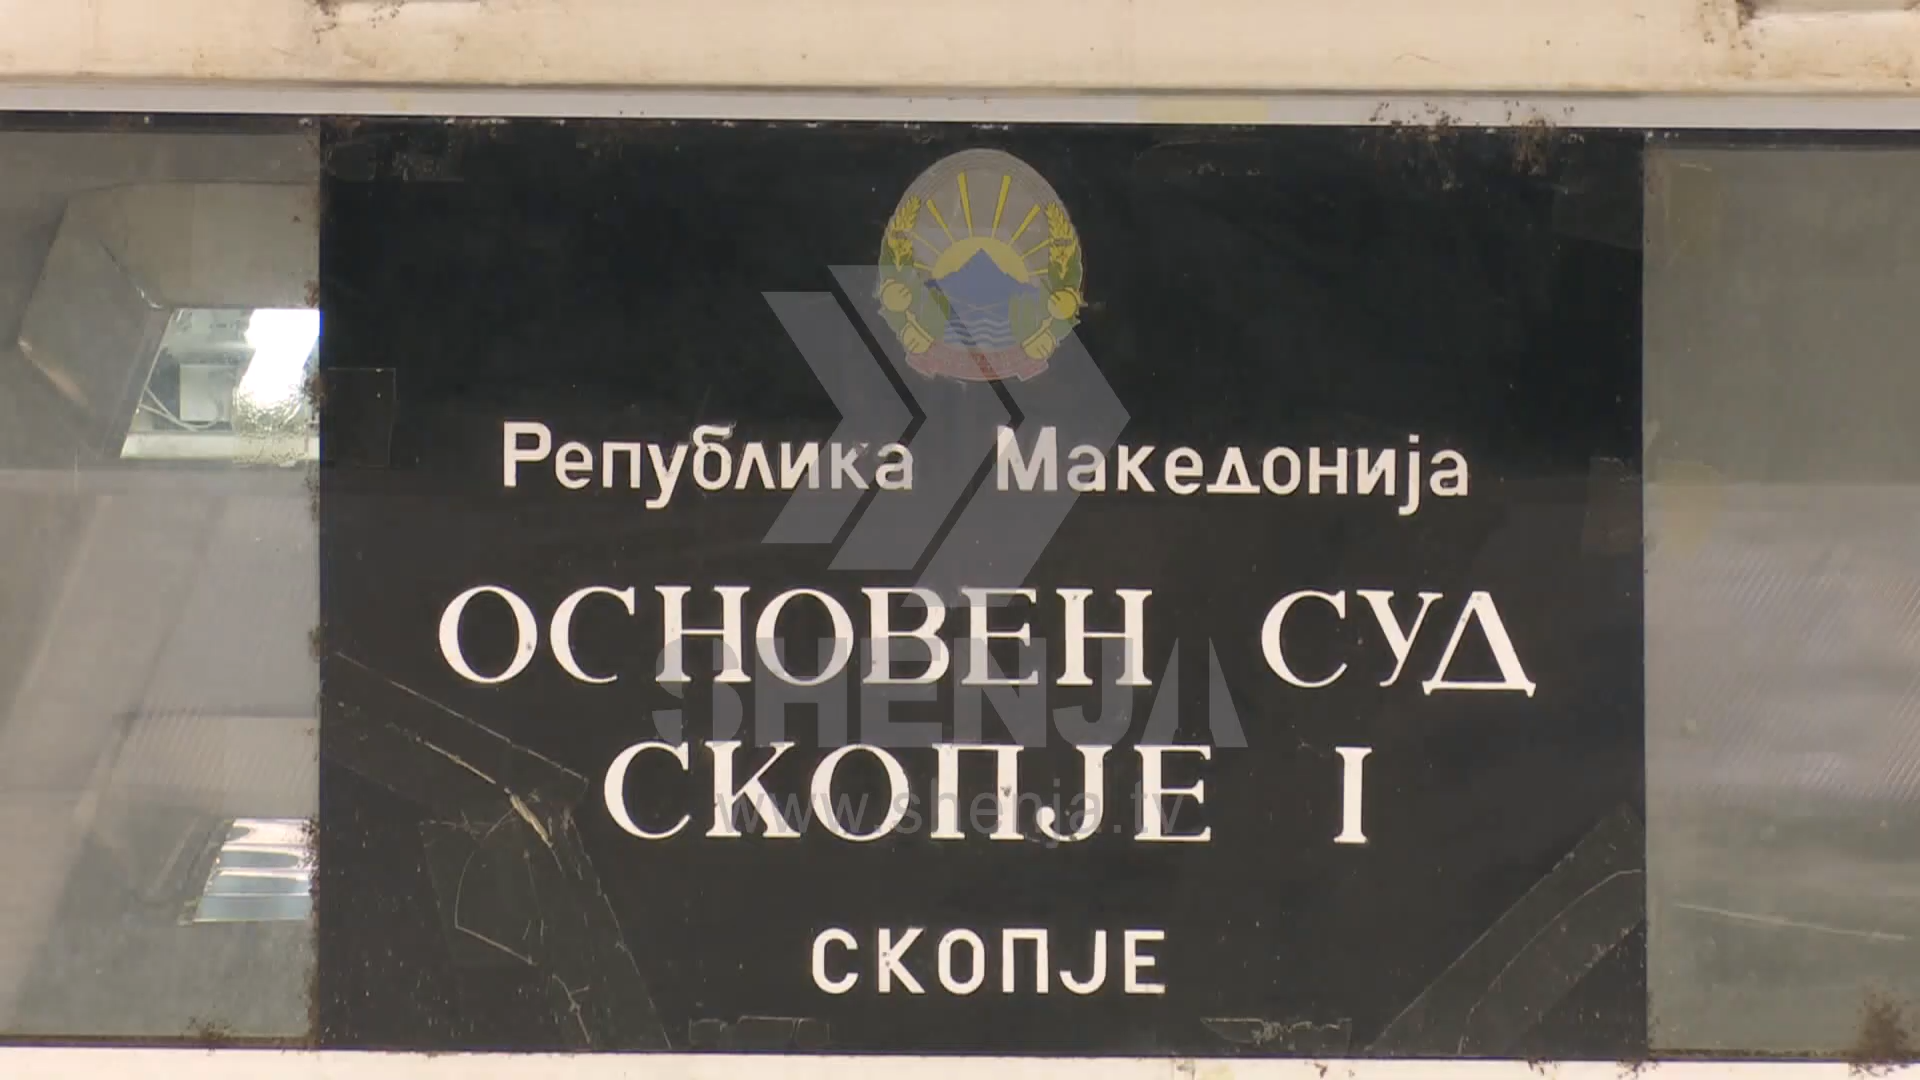 Република Македонија
ОСНОВЕН СУД
SHENJA
СКОПЈЕ I
www.shenja.tv
СКОПЈЕ